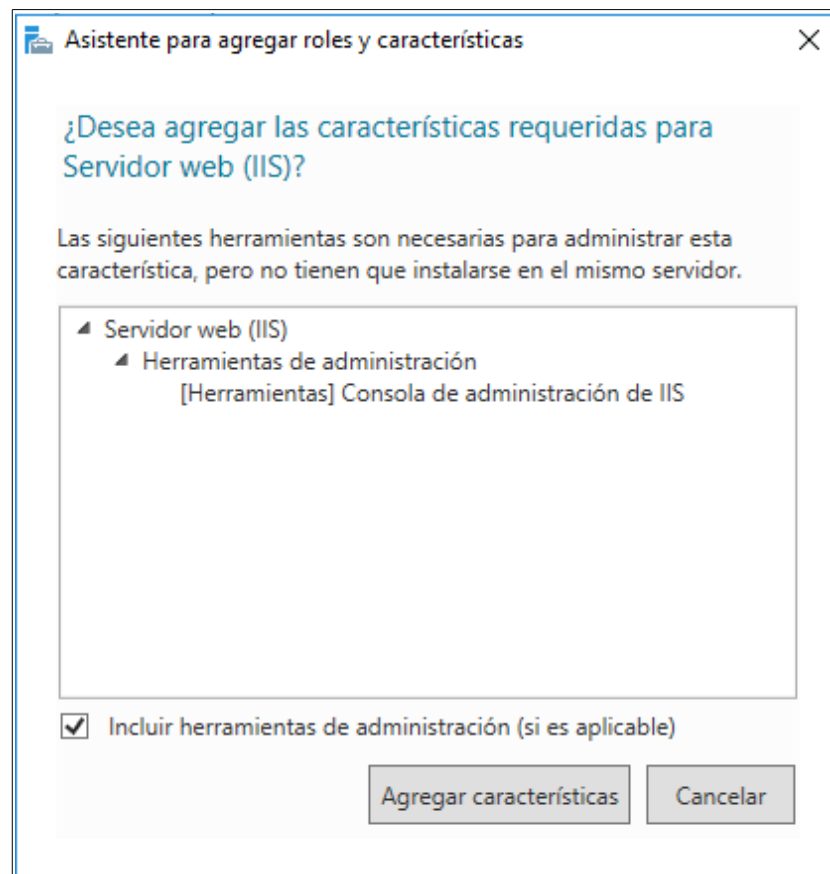 Asistente para agregar roles y características
¿Desea agregar las características requeridas para
Servidor web (IIS)?
Las siguientes herramientas son necesarias para administrar esta
característica, pero no tienen que instalarse en el mismo servidor.
Servidor web (IIS)
Herramientas de administración
[Herramientas] Consola de administración de IIS
Incluir herramientas de administración (si es aplicable)
Agregar características
Cancelar